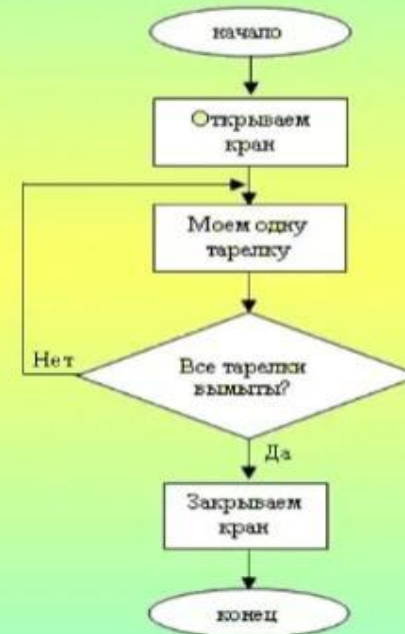 начало
Открываем
кран
Моем одну
тарелку
Все тарелки
вымыты?
Нет
Да
Закрываем
кран
конец